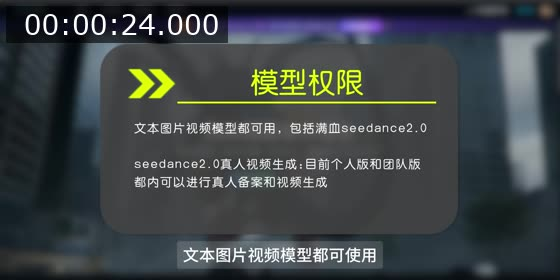 00:00:24.000
模型权限
文本图片视频模型都可用，包括满血seedance2.0
seedance2.0真人视频生成:目前个人版和团队版
都内可以进行真人备案和视频生成
文本图片视频模型都可使用